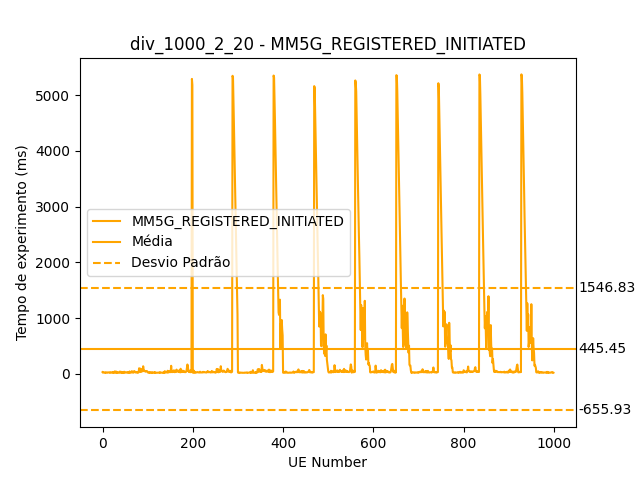 div_1000_2_20 - MM5G_REGISTERED_INITIATED
Tempo de experimento (ms)
5000
4000
3000
2000
1000
0
MM5G_REGISTERED_INITIATED
Média
Desvio Padrão
1546.83
445.45
-655.93
0
200
400
600
800
1000
UE Number